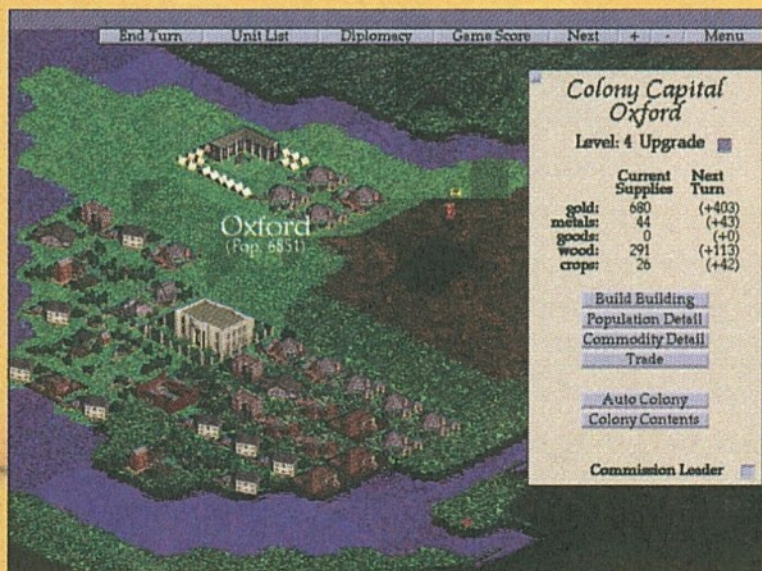 End Turn Unit List Diplomacy Game Score Next + - Menu
Colony Capital
Oxford
Level: 4 Upgrade
Current Next
Supplies Turn
gold: 680 (+403)
metals: 44 (+43)
goods: 0 (+0)
wood: 291 (+113)
crops: 26 (+42)
Build Building
Population Detail
Commodity Detail
Trade
Auto Colony
Colony Contents
Commission Leader
Oxford
(Pop. 6851)